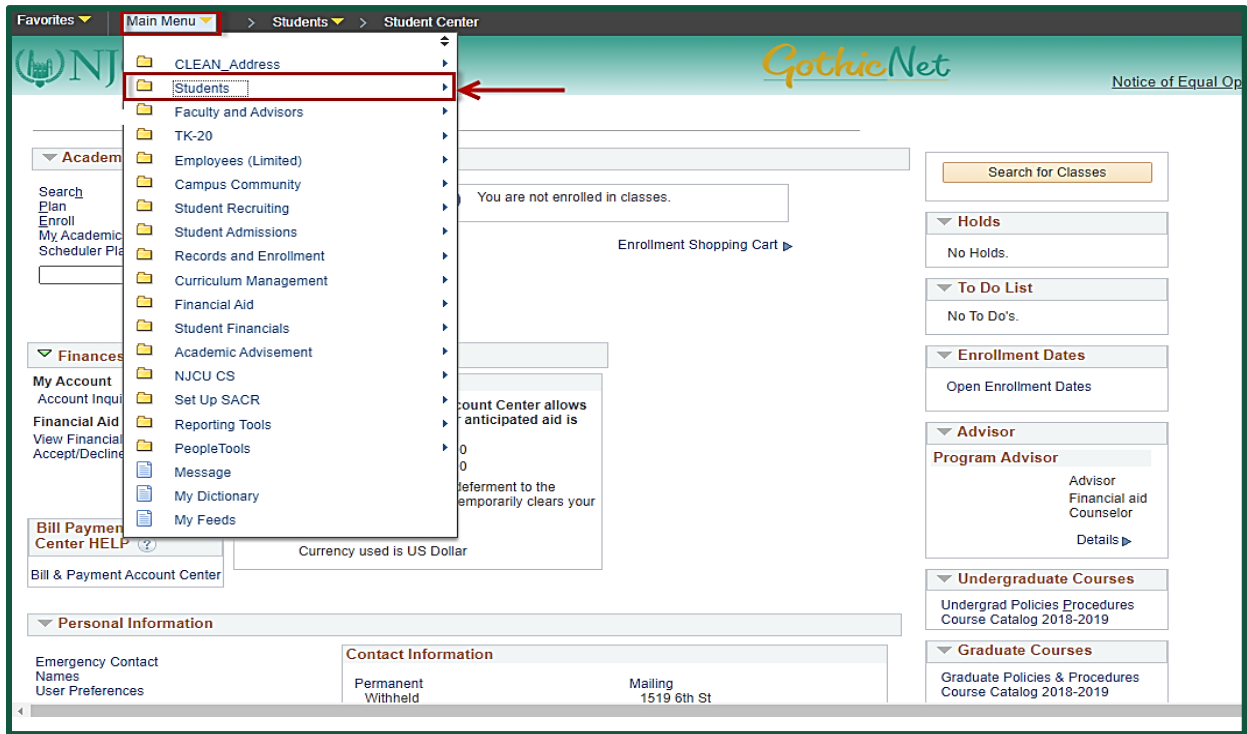 Favorites Main Menu > Students > Student Center
NJ
GothicNet
Notice of Equal Op
CLEAN_Address
Students
Faculty and Advisors
TK-20
Employees (Limited)
Campus Community
Student Recruiting
Student Admissions
Records and Enrollment
Curriculum Management
Financial Aid
Student Financials
Academic Advisement
NJCU CS
Set Up SACR
Reporting Tools
PeopleTools
Message
My Dictionary
My Feeds
Academ
Search
Plan
Enroll
My Academic
Scheduler Pla
You are not enrolled in classes.
Enrollment Shopping Cart
Finances
My Account
Account Inqui
Financial Aid
View Financial
Accept/Decline
count Center allows
r anticipated aid is
0
0
deferment to the
emporarily clears your
Currency used is US Dollar
Bill Paymen
Center HELP ?
Bill & Payment Account Center
Personal Information
Emergency Contact
Names
User Preferences
Contact Information
Permanent
Withheld
Mailing
1519 6th St
Search for Classes
Holds
No Holds.
To Do List
No To Do's.
Enrollment Dates
Open Enrollment Dates
Advisor
Program Advisor
Advisor
Financial aid
Counselor
Details
Undergraduate Courses
Undergrad Policies Procedures
Course Catalog 2018-2019
Graduate Courses
Graduate Policies & Procedures
Course Catalog 2018-2019